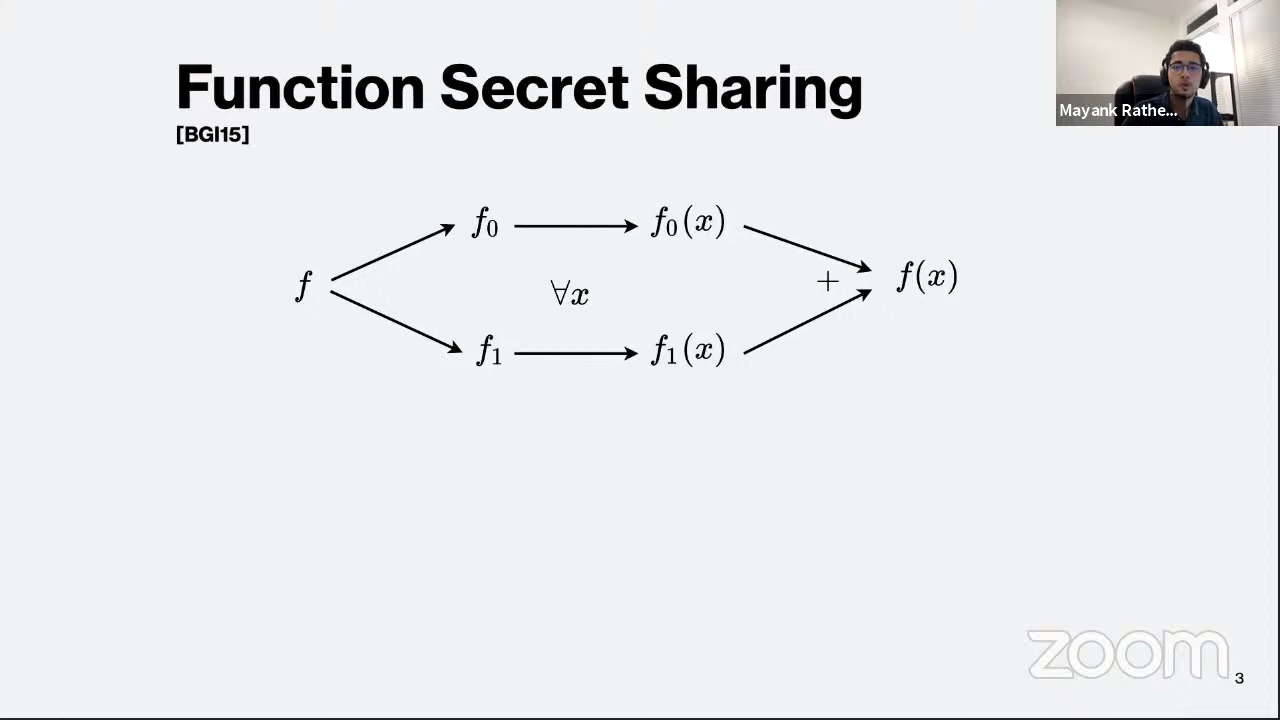 Function Secret Sharing
[BGI15]
Mayank Rathe...
f₀ f₀(x)
f ∀x + f(x)
f₁ f₁(x)
zoom
3